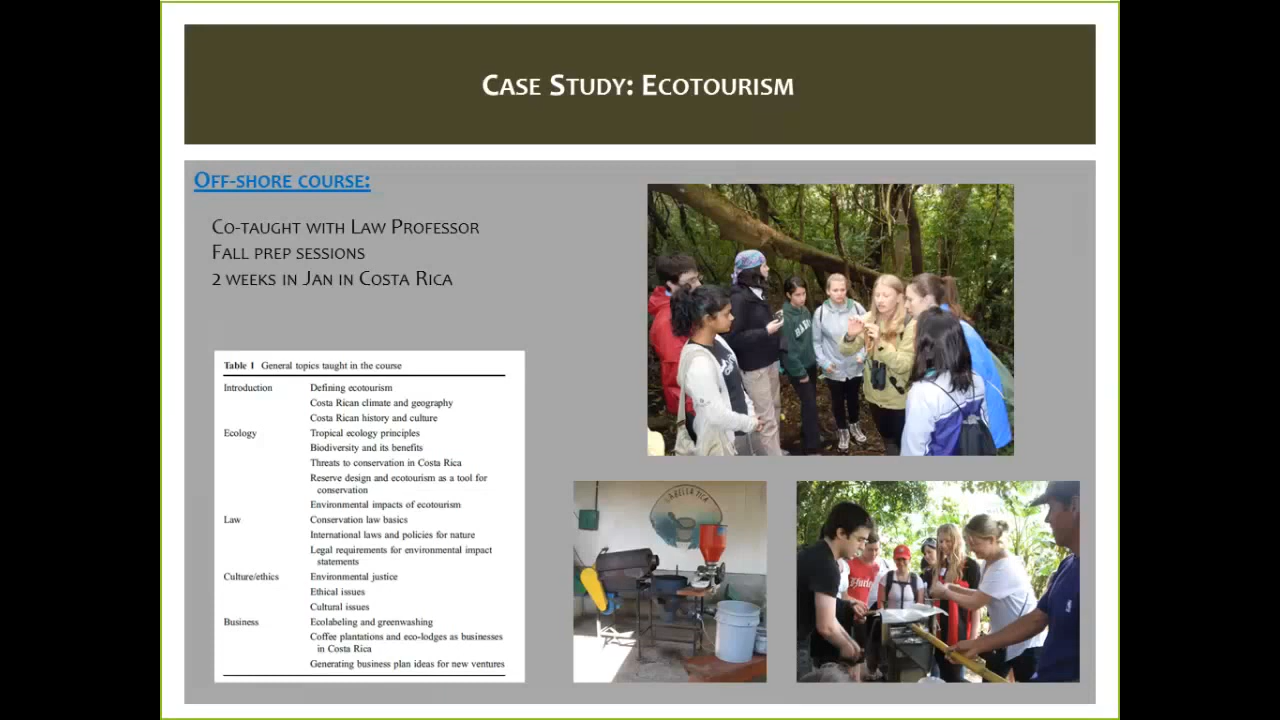 Case Study: Ecotourism
Off-shore course:
Co-taught with Law Professor
Fall prep sessions
2 weeks in Jan in Costa Rica
Table 1 General topics taught in the course
Introduction Defining ecotourism
Costa Rican climate and geography
Costa Rican history and culture
Ecology Tropical ecology principles
Biodiversity and its benefits
Threats to conservation in Costa Rica
Reserve design and ecotourism as a tool for
conservation
Environmental impacts of ecotourism
Law Conservation law basics
International laws and policies for nature
Legal requirements for environmental impact
statements
Culture/ethics Environmental justice
Ethical issues
Cultural issues
Business Ecolabeling and greenwashing
Coffee plantations and eco-lodges as businesses
in Costa Rica
Generating business plan ideas for new ventures